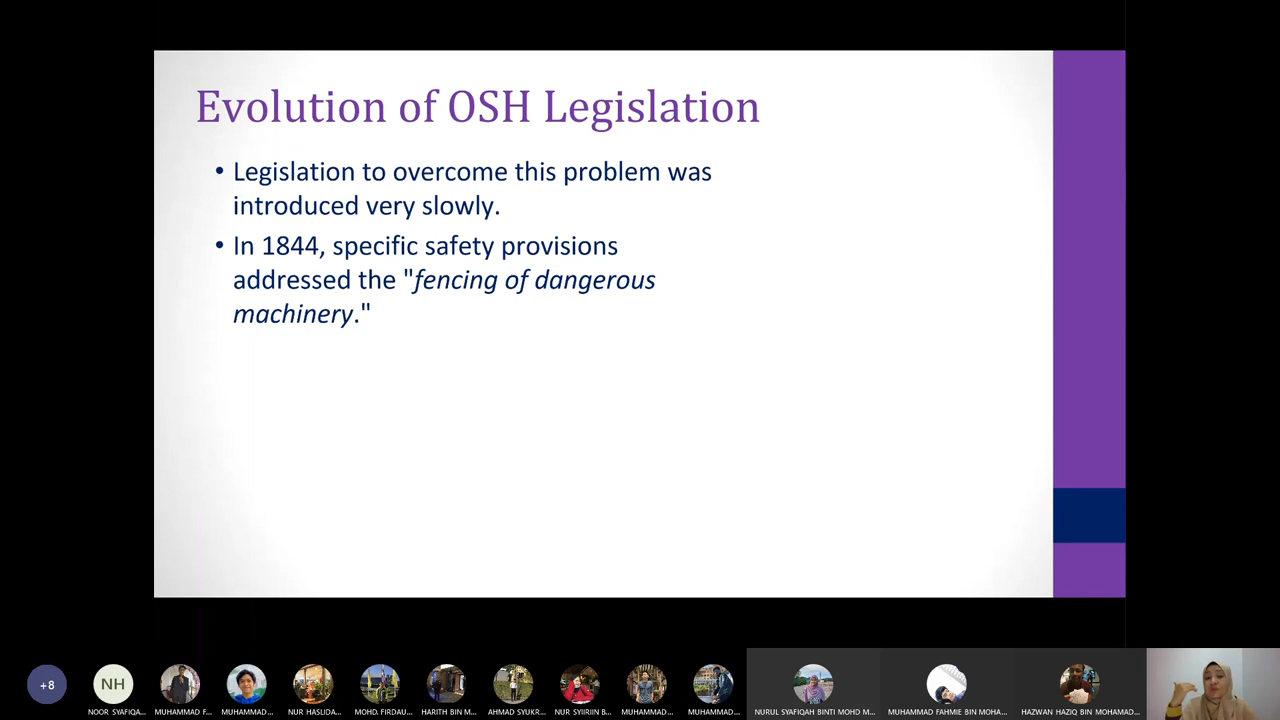 Evolution of OSH Legislation
• Legislation to overcome this problem was
introduced very slowly.
• In 1844, specific safety provisions
addressed the "fencing of dangerous
machinery."
+8
NH
NOOR SYAFIQA...
MUHAMMAD F...
MUHAMMAD ...
NUR HASLIDA...
MOHD. FIRDAU...
HARITH BIN M...
AHMAD SYUKR...
NUR SYIIRIIN B...
MUHAMMAD...
MUHAMMAD...
NURUL SYAFIQAH BINTI MOHD M...
MUHAMMAD FAHMIE BIN MOHA...
HAZWAN HAZIQ BIN MOHAMAD...